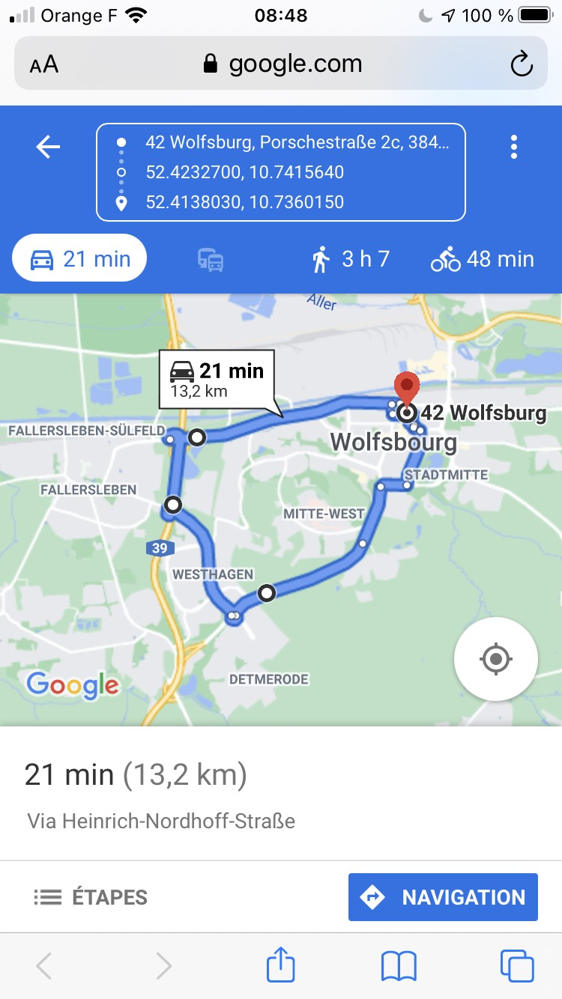 Orange F 08:48 100 %
AA google.com
42 Wolfsburg, Porschestraße 2c, 384...
52.4232700, 10.7415640
52.4138030, 10.7360150
21 min 3 h 7 48 min
Aller
21 min
13,2 km
42 Wolfsburg
FALLERSLEBEN-SÜLFELD
Wolfsbourg
STADTMITTE
FALLERSLEBEN
MITTE-WEST
39
WESTHAGEN
Google
DETMERODE
21 min (13,2 km)
Via Heinrich-Nordhoff-Straße
ÉTAPES NAVIGATION